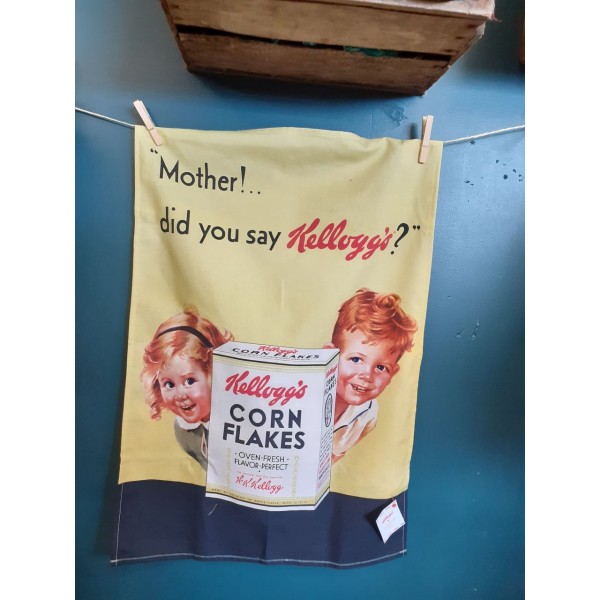 "Mother!..
did you say Kellogg's?"
Kellogg's
CORN FLAKES
Kellogg's
CORN
FLAKES
· OVEN-FRESH ·
FLAVOR-PERFECT
W.K.Kellogg